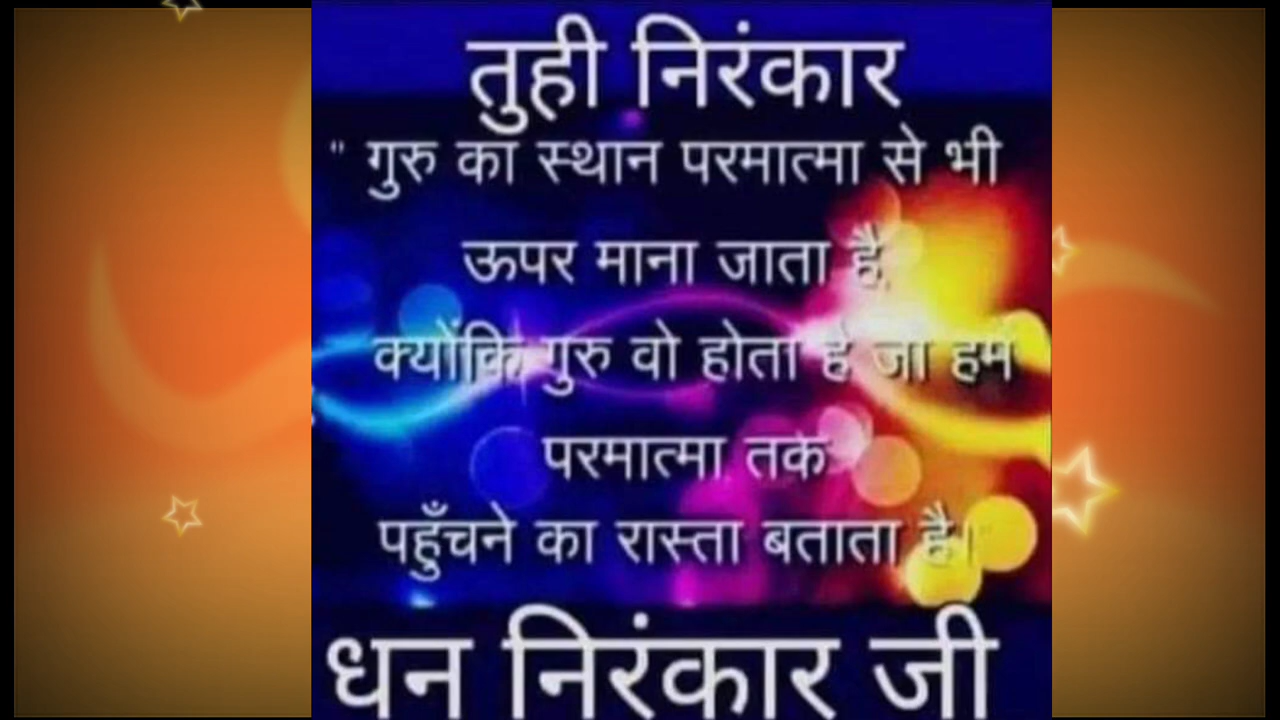 तुही निरंकार
" गुरु का स्थान परमात्मा से भी
ऊपर माना जाता है
क्योंकि गुरु वो होता है जो हमें
परमात्मा तक
पहुँचने का रास्ता बताता है।"
धन निरंकार जी